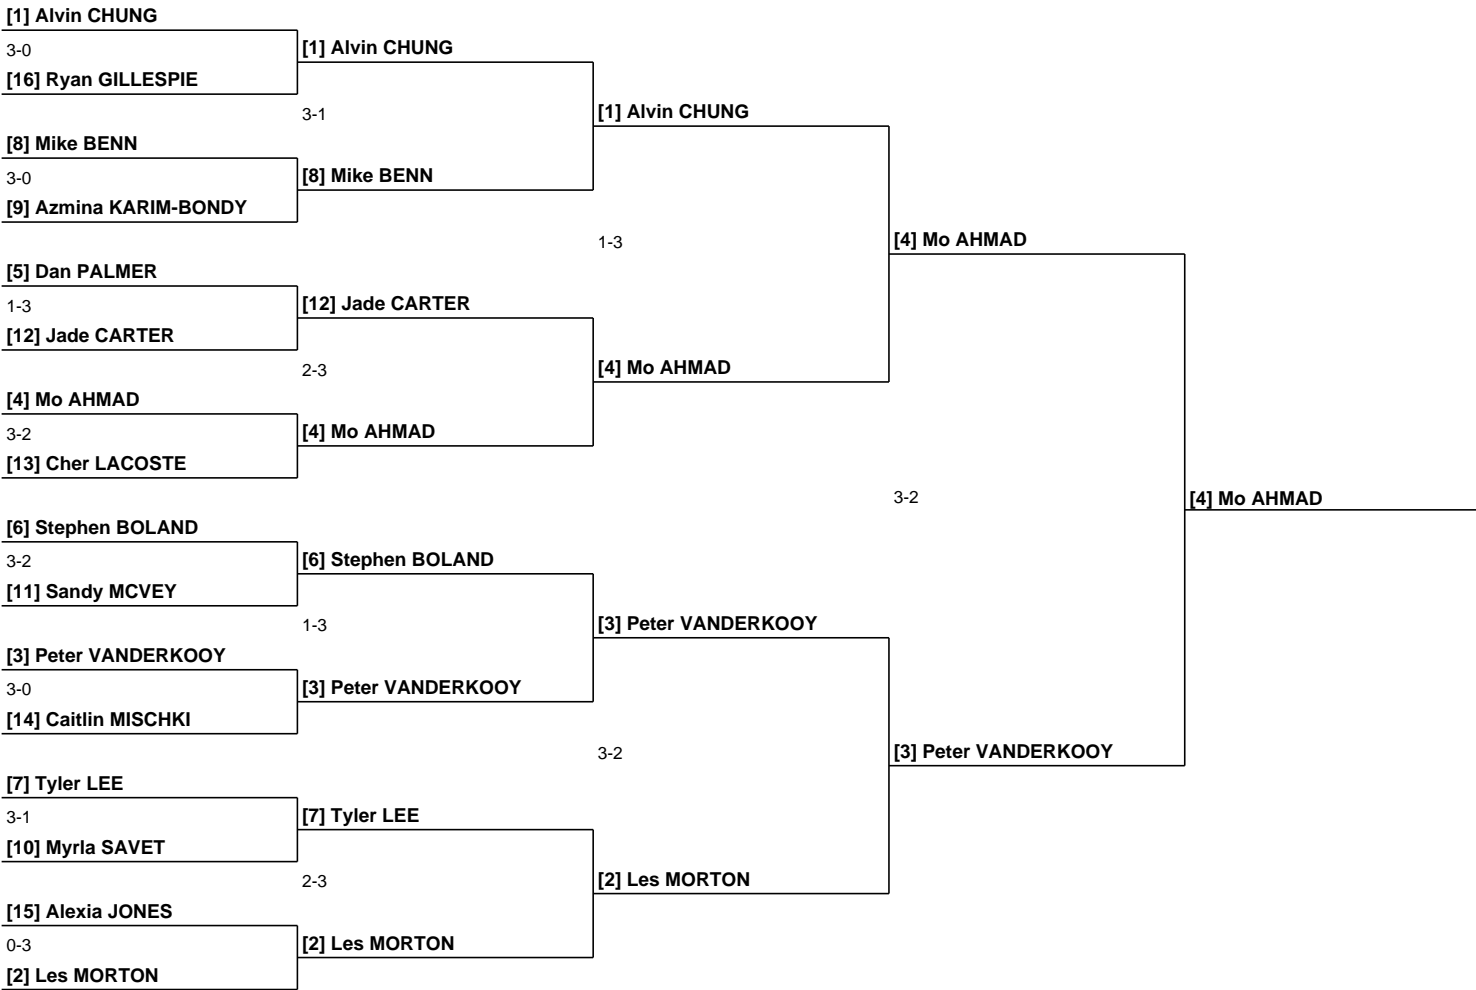 [1] Alvin CHUNG
3-0
[16] Ryan GILLESPIE
[8] Mike BENN
3-0
[9] Azmina KARIM-BONDY
[5] Dan PALMER
1-3
[12] Jade CARTER
[4] Mo AHMAD
3-2
[13] Cher LACOSTE
[6] Stephen BOLAND
3-2
[11] Sandy MCVEY
[3] Peter VANDERKOOY
3-0
[14] Caitlin MISCHKI
[7] Tyler LEE
3-1
[10] Myrla SAVET
[15] Alexia JONES
0-3
[2] Les MORTON
[1] Alvin CHUNG
3-1
[8] Mike BENN
[12] Jade CARTER
2-3
[4] Mo AHMAD
[6] Stephen BOLAND
1-3
[3] Peter VANDERKOOY
[7] Tyler LEE
2-3
[2] Les MORTON
[1] Alvin CHUNG
1-3
[4] Mo AHMAD
[3] Peter VANDERKOOY
3-2
[2] Les MORTON
[4] Mo AHMAD
3-2
[3] Peter VANDERKOOY
[4] Mo AHMAD